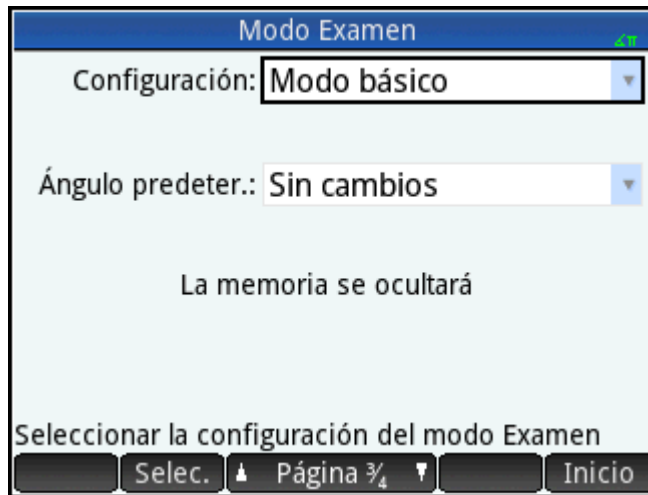 Modo Examen
∡π
Configuración: Modo básico
Ángulo predeter.: Sin cambios
La memoria se ocultará
Seleccionar la configuración del modo Examen
Selec. Página ¾ Inicio